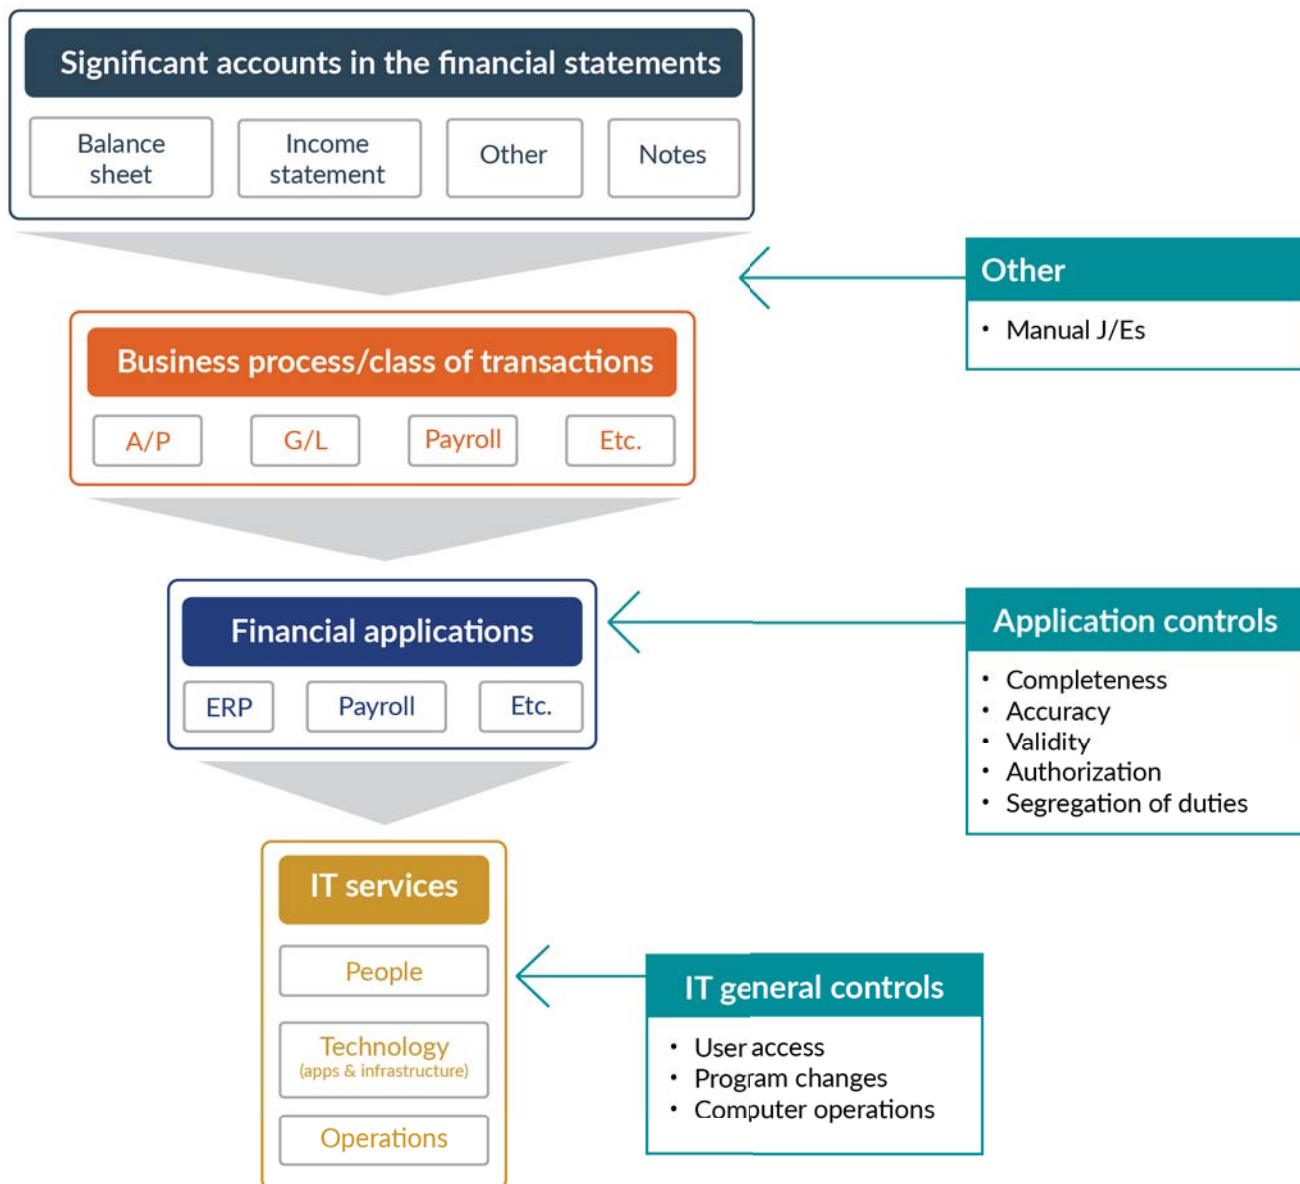 Significant accounts in the financial statements
Balance
sheet
Income
statement
Other
Notes
Other
• Manual J/Es
Business process/class of transactions
A/P
G/L
Payroll
Etc.
Financial applications
ERP
Payroll
Etc.
Application controls
• Completeness
• Accuracy
• Validity
• Authorization
• Segregation of duties
IT services
People
Technology
(apps & infrastructure)
Operations
IT general controls
• User access
• Program changes
• Computer operations